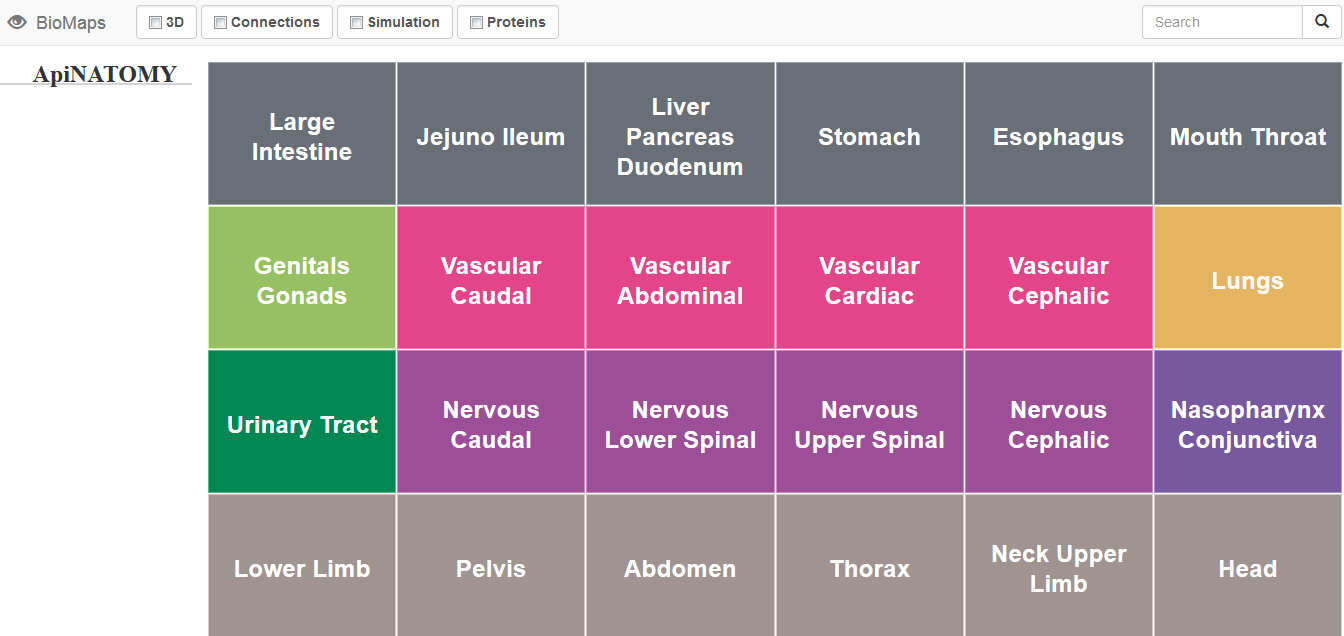 BioMaps
3D
Connections
Simulation
Proteins
Search
ApiNATOMY
Large
Intestine
Jejuno Ileum
Liver
Pancreas
Duodenum
Stomach
Esophagus
Mouth Throat
Genitals
Gonads
Vascular
Caudal
Vascular
Abdominal
Vascular
Cardiac
Vascular
Cephalic
Lungs
Urinary Tract
Nervous
Caudal
Nervous
Lower Spinal
Nervous
Upper Spinal
Nervous
Cephalic
Nasopharynx
Conjunctiva
Lower Limb
Pelvis
Abdomen
Thorax
Neck Upper
Limb
Head